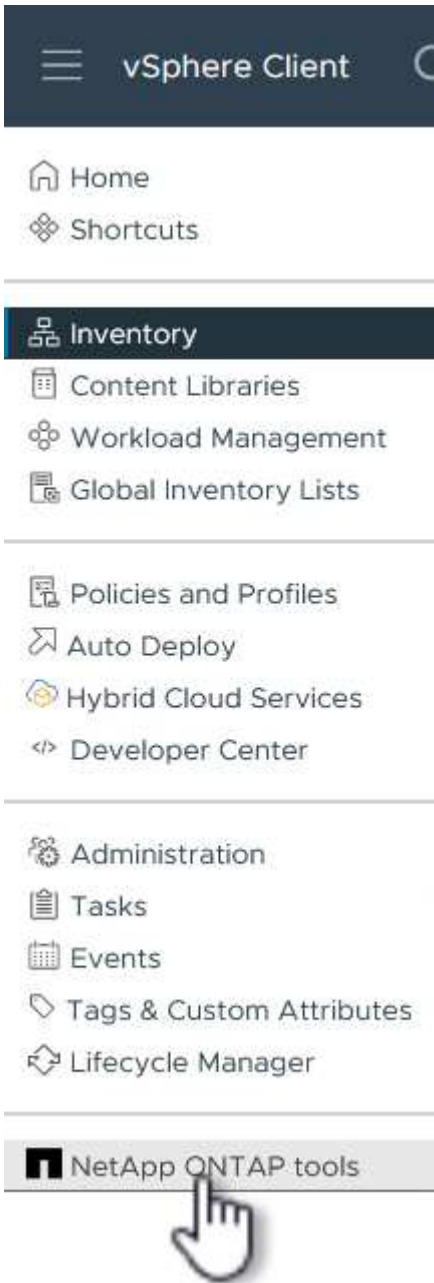 vSphere Client
Home
Shortcuts
Inventory
Content Libraries
Workload Management
Global Inventory Lists
Policies and Profiles
Auto Deploy
Hybrid Cloud Services
Developer Center
Administration
Tasks
Events
Tags & Custom Attributes
Lifecycle Manager
NetApp ONTAP tools